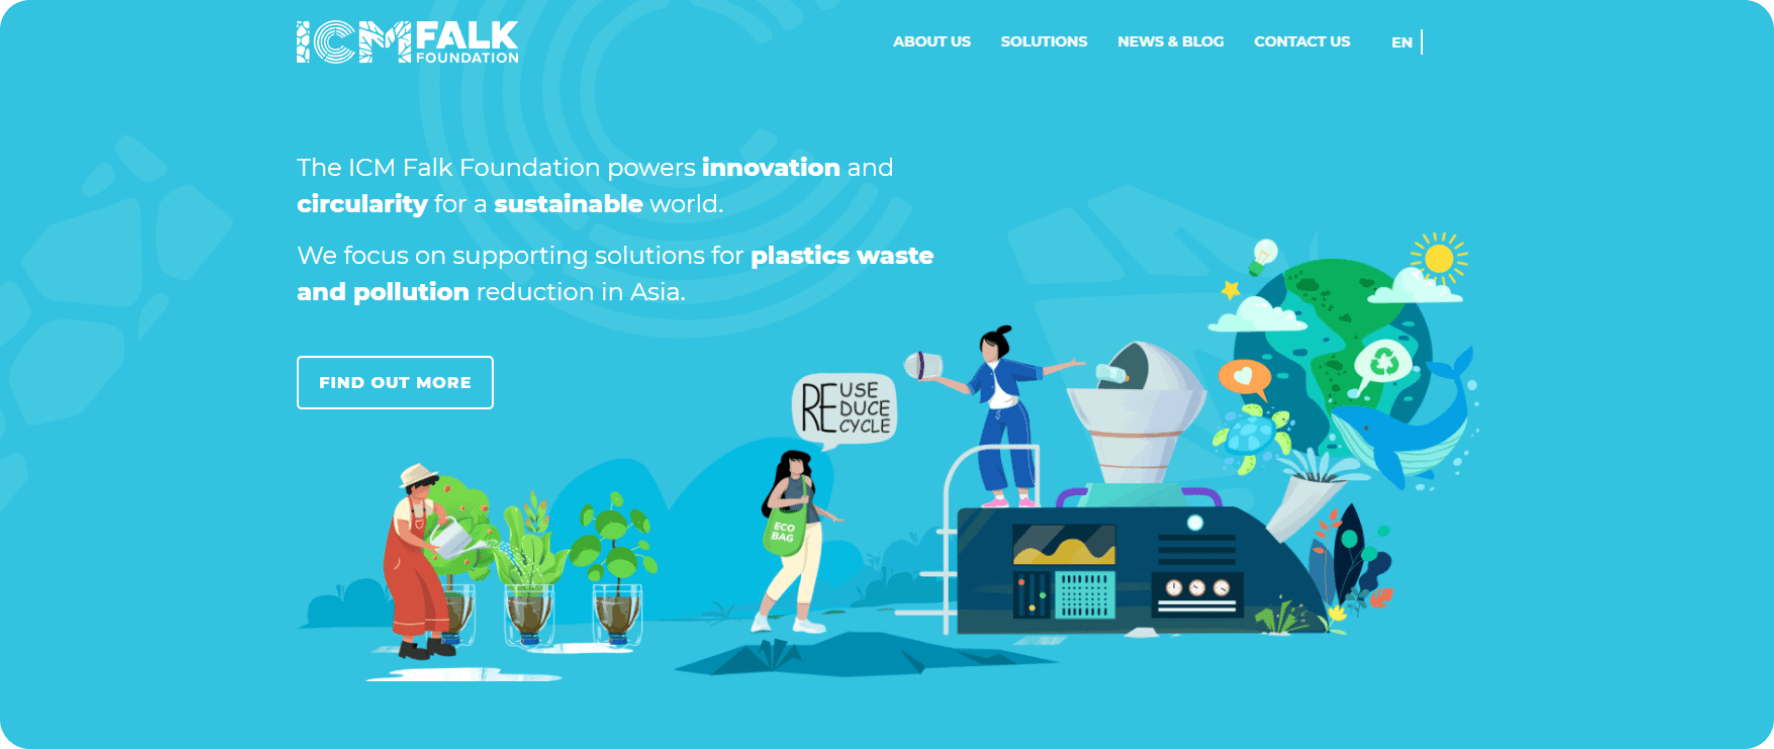 ICM FALK
FOUNDATION
ABOUT US
SOLUTIONS
NEWS & BLOG
CONTACT US
EN
The ICM Falk Foundation powers innovation and
circularity for a sustainable world.
We focus on supporting solutions for plastics waste
and pollution reduction in Asia.
FIND OUT MORE
REUSE
DUCE
CYCLE
ECO
BAG